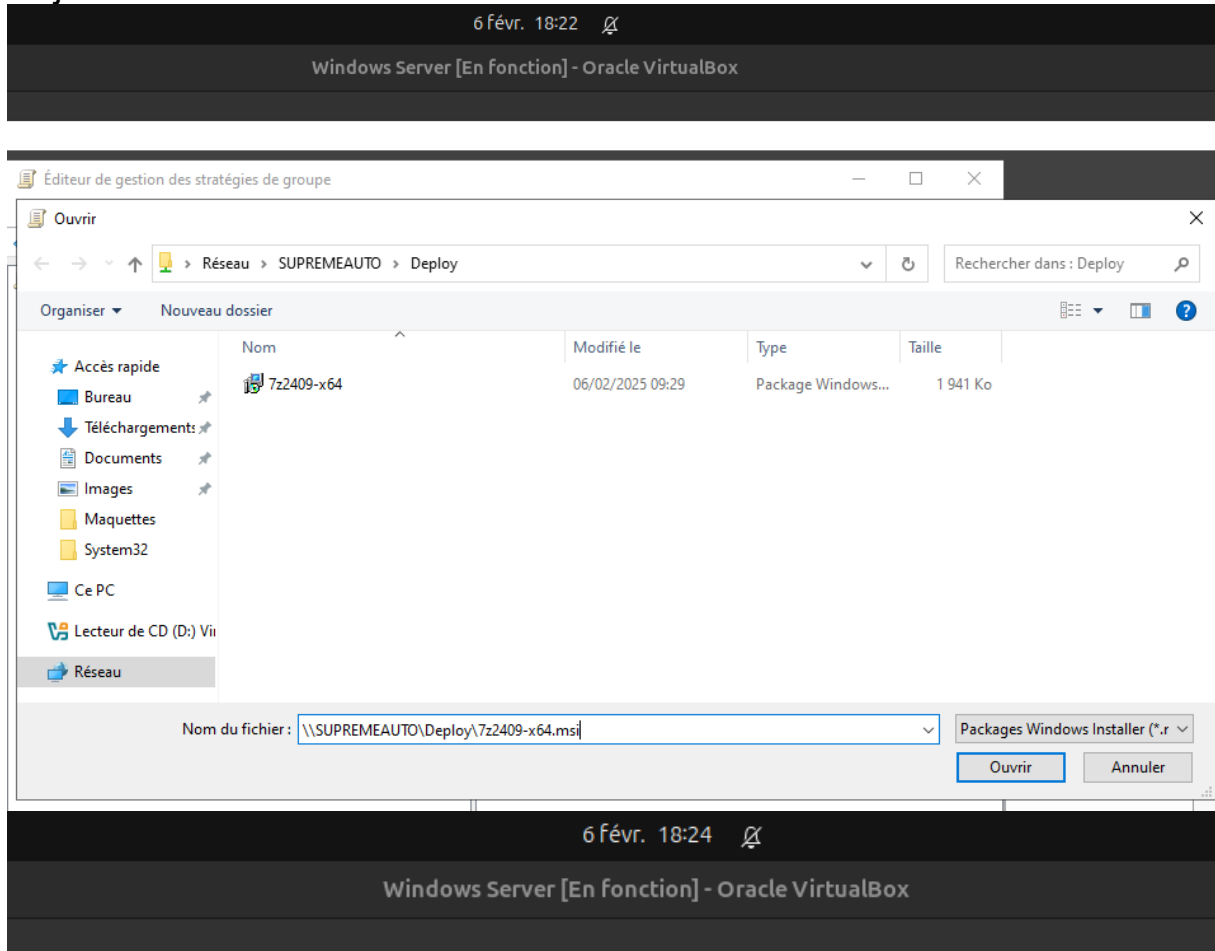 6 févr. 18:22
Windows Server [En fonction] - Oracle VirtualBox
Éditeur de gestion des stratégies de groupe
Ouvrir
Réseau > SUPREMEAUTO > Deploy
Rechercher dans : Deploy
Organiser
Nouveau dossier
Nom Modifié le Type Taille
7z2409-x64 06/02/2025 09:29 Package Windows... 1 941 Ko
Accès rapide
Bureau
Téléchargements
Documents
Images
Maquettes
System32
Ce PC
Lecteur de CD (D:) Vi
Réseau
Nom du fichier : \\SUPREMEAUTO\Deploy\7z2409-x64.msi
Packages Windows Installer (*.
Ouvrir Annuler
6 févr. 18:24
Windows Server [En fonction] - Oracle VirtualBox